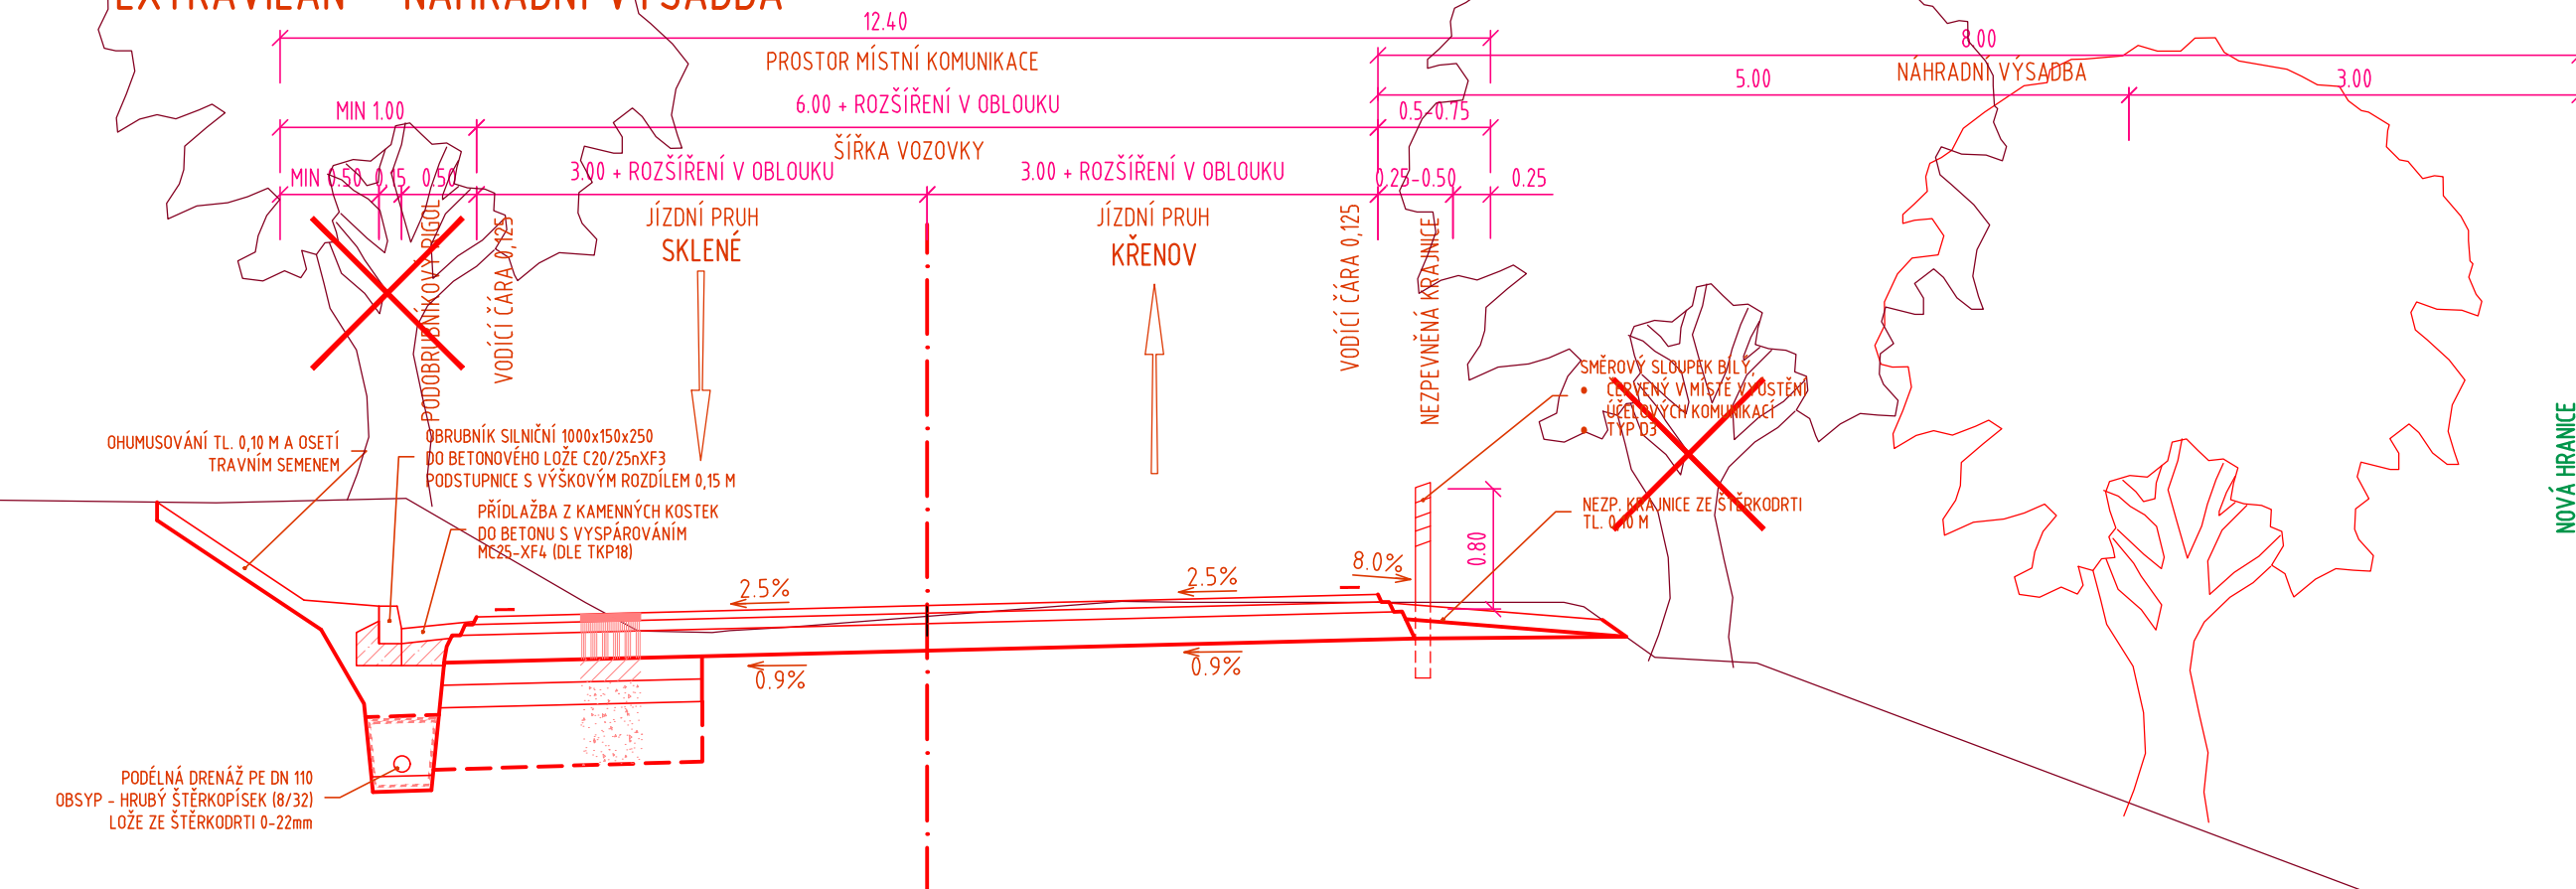 EXTRAVILÁN - NÁHRADNÍ VÝSADBA
12.40
PROSTOR MÍSTNÍ KOMUNIKACE
8.00
NÁHRADNÍ VÝSADBA
5.00
3.00
MIN 1.00
6.00 + ROZŠÍŘENÍ V OBLOUKU
0.5-0.75
ŠÍŘKA VOZOVKY
MIN 0.50
0,15
0.50
3.00 + ROZŠÍŘENÍ V OBLOUKU
3.00 + ROZŠÍŘENÍ V OBLOUKU
0.25-0.50
0.25
PODOBRUBNÍKOVÝ RIGOL
VODÍCÍ ČÁRA 0,125
JÍZDNÍ PRUH
SKLENÉ
JÍZDNÍ PRUH
KŘENOV
VODÍCÍ ČÁRA 0,125
NEZPEVNĚNÁ KRAJNICE
SMĚROVÝ SLOUPEK BÍLÝ,
• ČERVENÝ V MÍSTĚ VYÚSTĚNÍ
ÚČELOVÝCH KOMUNIKACÍ
• TYP D3
NOVÁ HRANICE
OHUMUSOVÁNÍ TL. 0,10 M A OSETÍ
TRAVNÍM SEMENEM
OBRUBNÍK SILNIČNÍ 1000x150x250
DO BETONOVÉHO LOŽE C20/25nXF3
PODSTUPNICE S VÝŠKOVÝM ROZDÍLEM 0,15 M
PŘÍDLAŽBA Z KAMENNÝCH KOSTEK
DO BETONU S VYSPÁROVÁNÍM
MC25-XF4 (DLE TKP18)
NEZP. KRAJNICE ZE ŠTĚRKODRTI
TL. 0,10 M
0.80
8.0%
2.5%
2.5%
0.9%
0.9%
PODÉLNÁ DRENÁŽ PE DN 110
OBSYP - HRUBÝ ŠTĚRKOPÍSEK (8/32)
LOŽE ZE ŠTĚRKODRTI 0-22mm